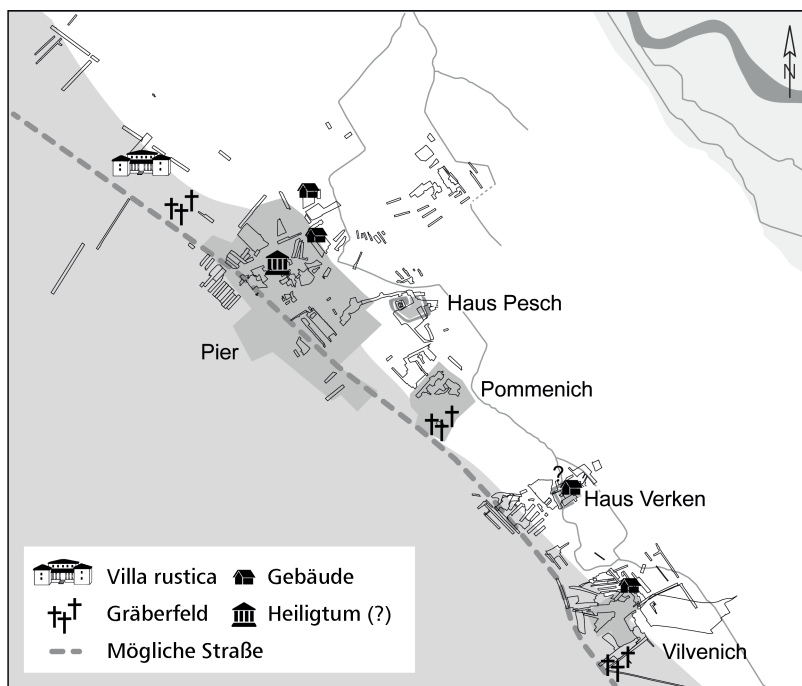 N
Haus Pesch
Pier
Pommenich
?
Haus Verken
Vilvenich
Villa rustica
Gebäude
Gräberfeld
Heiligtum (?)
Mögliche Straße